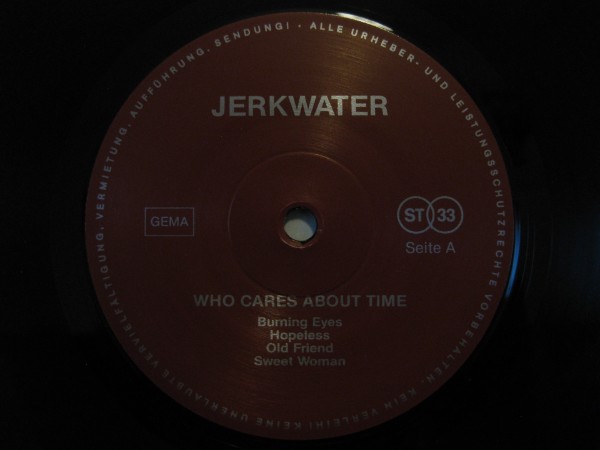 JERKWATER
GEMA
ST 33
Seite A
WHO CARES ABOUT TIME
Burning Eyes
Hopeless
Old Friend
Sweet Woman
ALLE URHEBER- UND LEISTUNGSSCHUTZRECHTE VORBEHALTEN· KEIN VERLEIH! KEINE UNERLAUBTE VERVIELFÄLTIGUNG, VERMIETUNG, AUFFÜHRUNG, SENDUNG! -